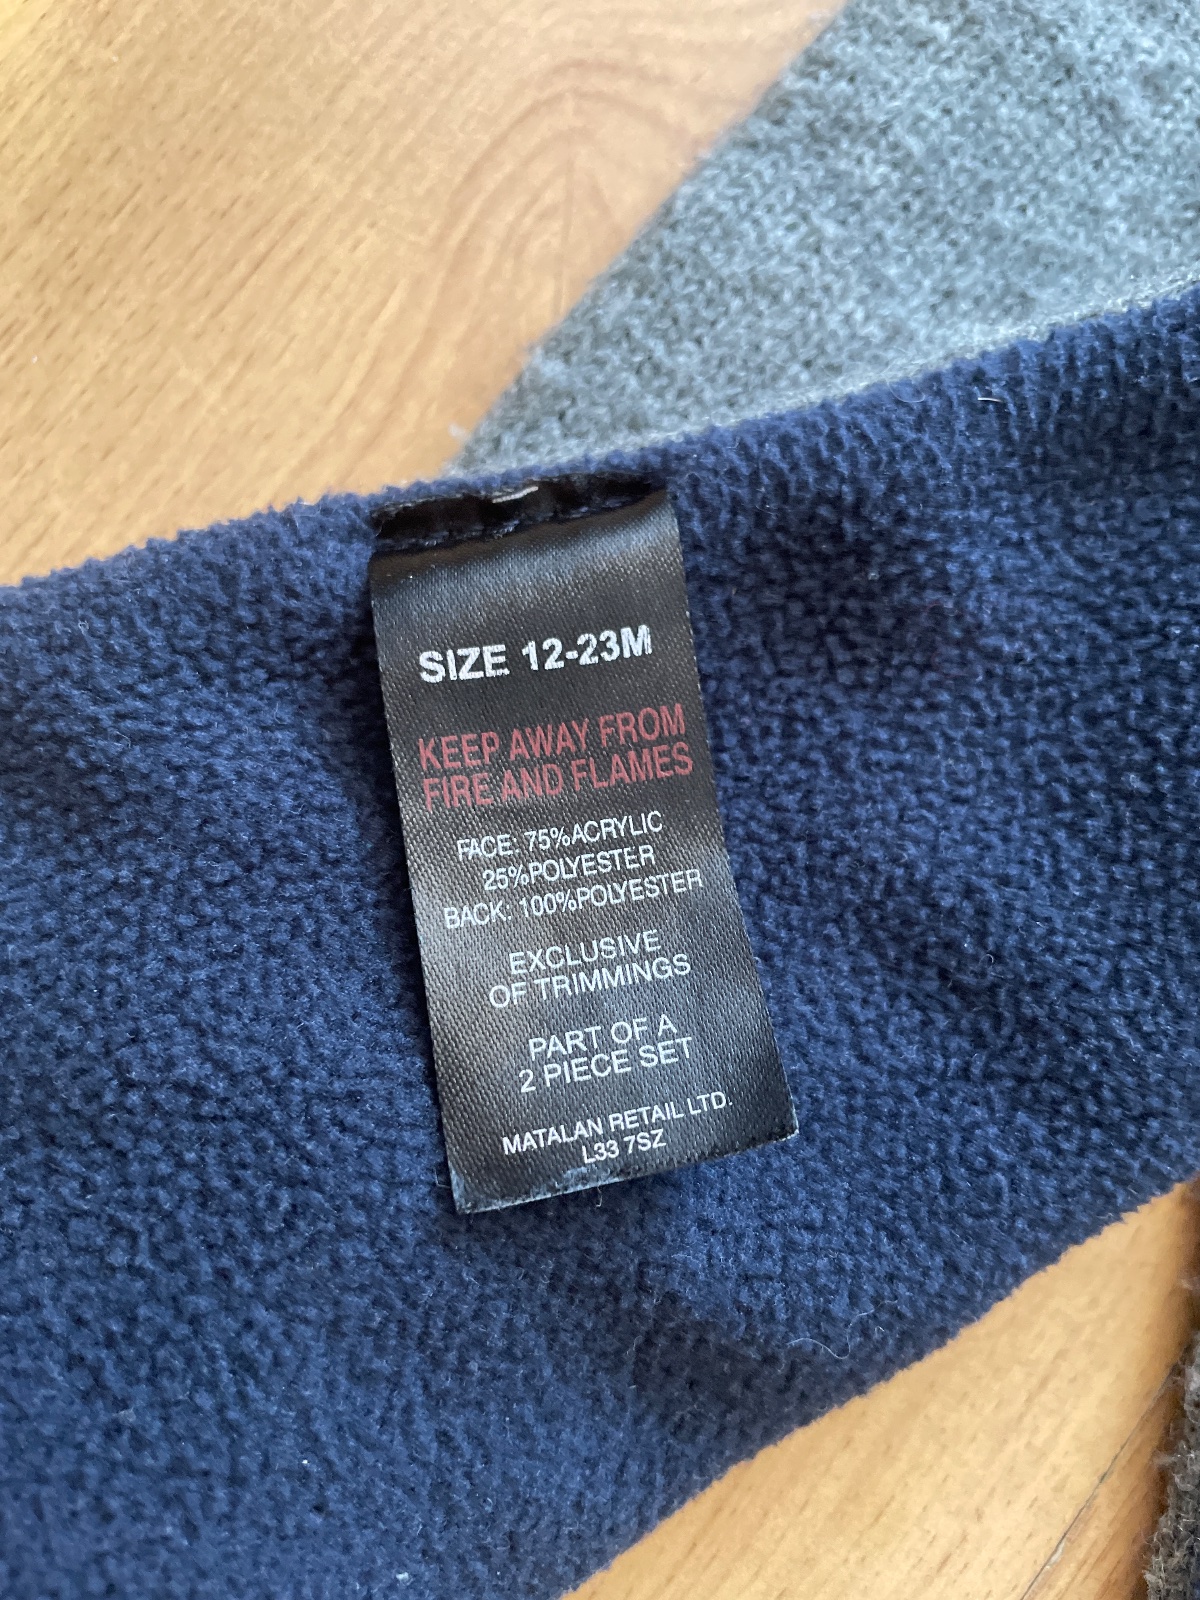 SIZE 12-23M
KEEP AWAY FROM
FIRE AND FLAMES
FACE: 75%ACRYLIC
25%POLYESTER
BACK: 100%POLYESTER
EXCLUSIVE
OF TRIMMINGS
PART OF A
2 PIECE SET
MATALAN RETAIL LTD.
L33 7SZ